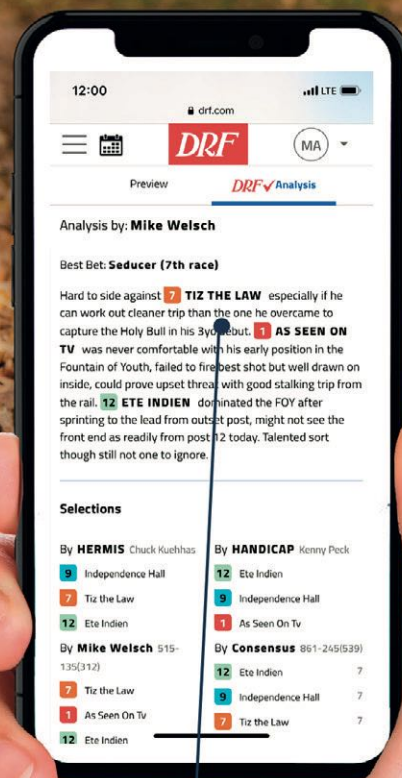 12:00
LTE
drf.com
DRF
MA
Preview
DRF Analysis
Analysis by: Mike Welsch
Best Bet: Seducer (7th race)
Hard to side against 7 TIZ THE LAW especially if he
can work out cleaner trip than the one he overcame to
capture the Holy Bull in his 3yo debut. 1 AS SEEN ON
TV was never comfortable with his early position in the
Fountain of Youth, failed to fire best shot but well drawn on
inside, could prove upset threat with good stalking trip from
the rail. 12 ETE INDIEN dominated the FOY after
sprinting to the lead from outset post, might not see the
front end as readily from post 12 today. Talented sort
though still not one to ignore.
Selections
By HERMIS Chuck Kuehhas
9 Independence Hall
7 Tiz the Law
12 Ete Indien
By HANDICAP Kenny Peck
12 Ete Indien
9 Independence Hall
1 As Seen On Tv
By Mike Welsch 515-
135(312)
7 Tiz the Law
1 As Seen On Tv
12 Ete Indien
By Consensus 861-245(539)
12 Ete Indien 7
9 Independence Hall 7
7 Tiz the Law 7